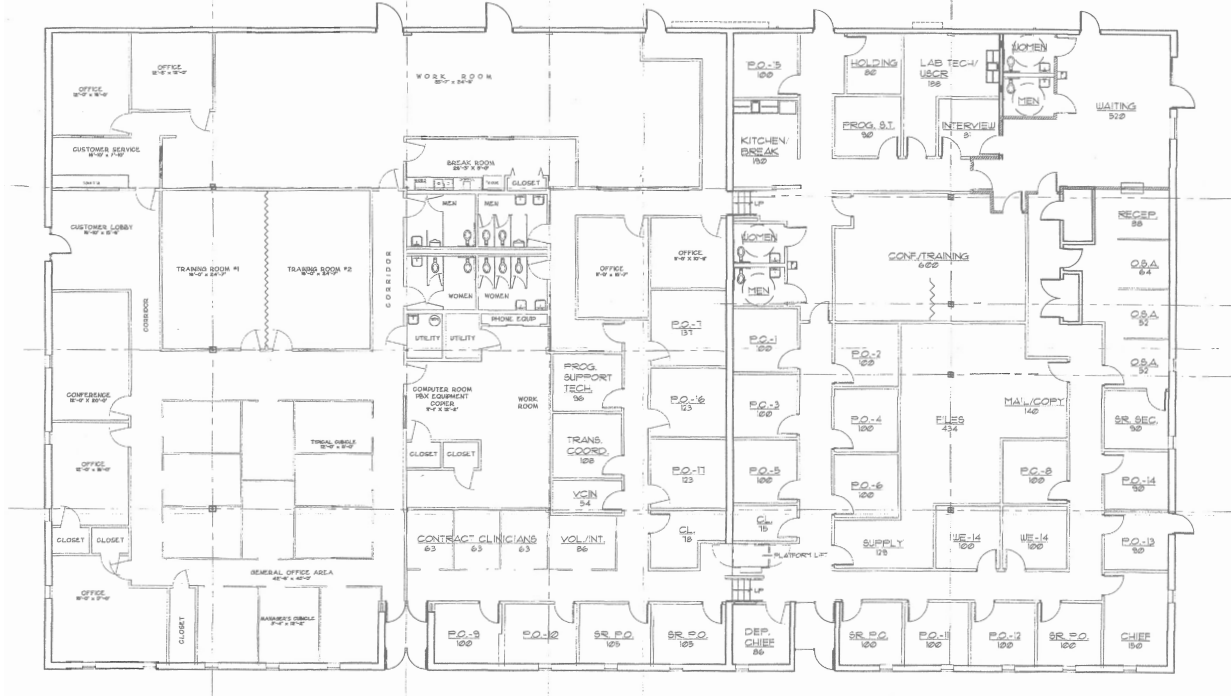 OFFICE
OFFICE
CUSTOMER SERVICE
CUSTOMER LOBBY
CORRIDOR
TRAINING ROOM #1
TRAINING ROOM #2
CORRIDOR
CONFERENCE
OFFICE
CLOSET
CLOSET
OFFICE
CLOSET
TYPICAL CUBICLE
GENERAL OFFICE AREA
MANAGER'S CUBICLE
WORK ROOM
BREAK ROOM
CLOSET
MEN
MEN
WOMEN
WOMEN
UTILITY
UTILITY
PHONE EQUIP
COMPUTER ROOM
PBX EQUIPMENT
COPIER
WORK
ROOM
CLOSET
CLOSET
CONTRACT CLINICIANS
63
63
63
VOL./INT.
86
OFFICE
OFFICE
P.O.-7
137
PROG.
SUPPORT
TECH.
96
P.O.-16
123
TRANS.
COORD.
108
P.O.-17
123
VCIN
54
CL.
78
P.O.-9
100
P.O.-10
SR. P.O.
105
SR. P.O.
105
DEP.
CHIEF
86
P.O.-15
100
KITCHEN/
BREAK
190
UP
WOMEN
MEN
P.O.-1
100
P.O.-3
100
P.O.-5
100
CL.
75
PLATFORM LIFT
UP
HOLDING
80
PROG. S.T.
90
LAB TECH/
USCR
188
INTERVIEW
WOMEN
MEN
WAITING
520
CONF./TRAINING
600
RECEP.
88
O.S.A.
64
O.S.A.
52
O.S.A.
52
P.O.-2
100
P.O.-4
100
P.O.-6
100
FILES
434
MAIL/COPY
140
SR. SEC.
90
P.O.-8
100
P.O.-14
90
SUPPLY
128
WE-14
100
WE-14
100
P.O.-13
90
SR. P.O.
100
P.O.-11
100
P.O.-12
100
SR. P.O.
100
CHIEF
150